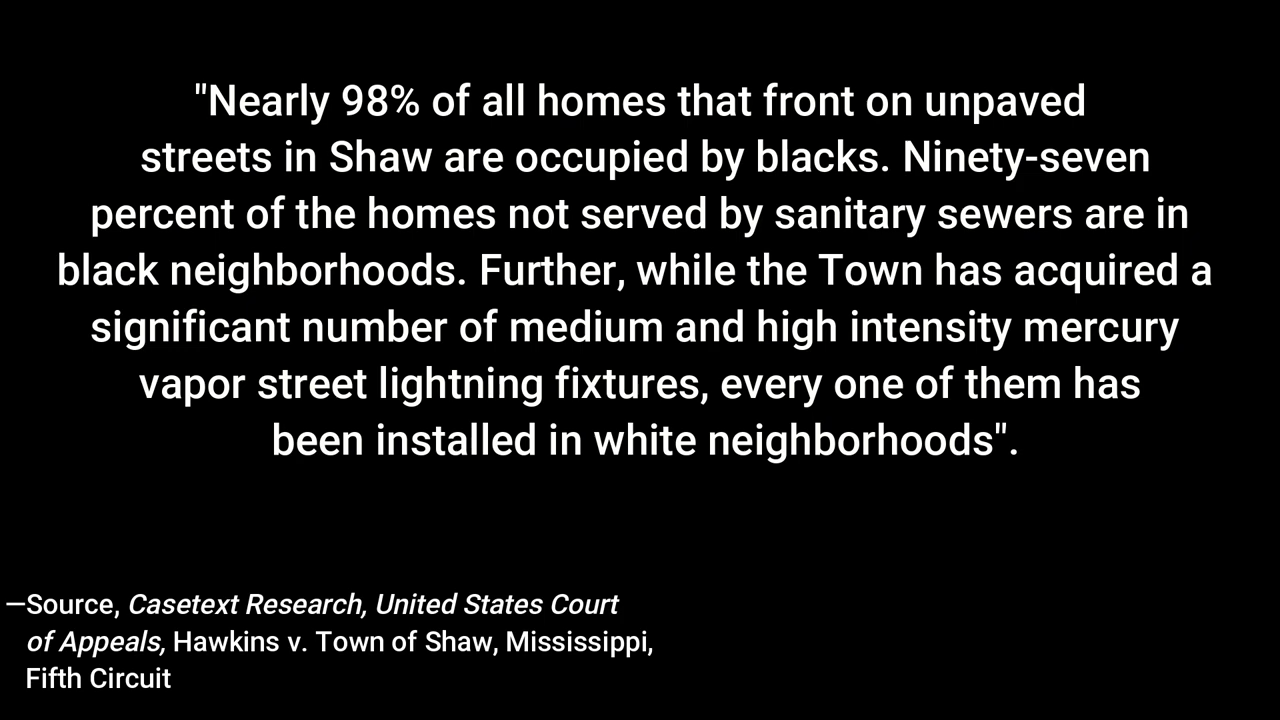 "Nearly 98% of all homes that front on unpaved
streets in Shaw are occupied by blacks. Ninety-seven
percent of the homes not served by sanitary sewers are in
black neighborhoods. Further, while the Town has acquired a
significant number of medium and high intensity mercury
vapor street lightning fixtures, every one of them has
been installed in white neighborhoods".
—Source, Casetext Research, United States Court
of Appeals, Hawkins v. Town of Shaw, Mississippi,
Fifth Circuit